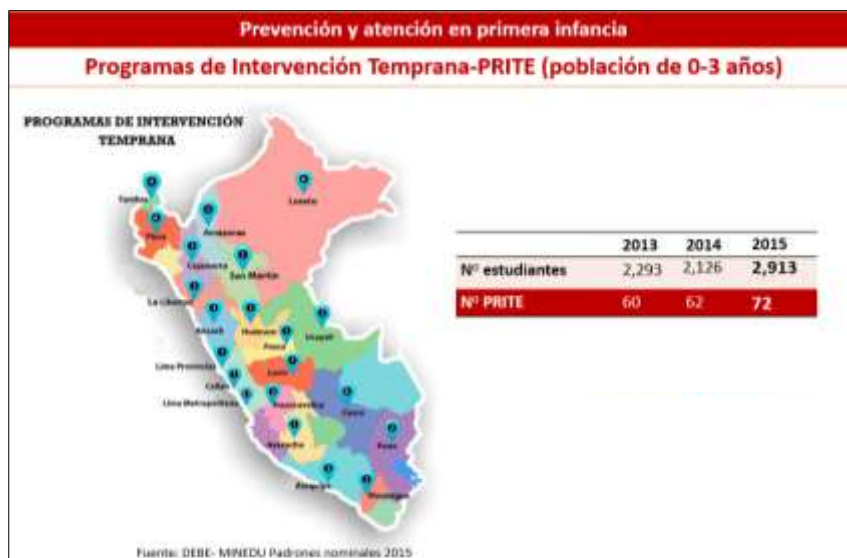 Prevención y atención en primera infancia
Programas de Intervención Temprana-PRITE (población de 0-3 años)
PROGRAMAS DE INTERVENCIÓN
TEMPRANA
Tumbes
Loreto
Piura
Amazonas
Cajamarca
San Martín
La Libertad
Ancash
Huánuco
Pasco
Ucayali
Lima Provincias
Junín
Callao
Lima Metropolitana
Huancavelica
Cusco
Ayacucho
Puno
Arequipa
Moquegua
2013 2014 2015
Nº estudiantes 2,293 2,126 2,913
Nº PRITE 60 62 72
Fuente: DEBE- MINEDU Padrones nominales 2015